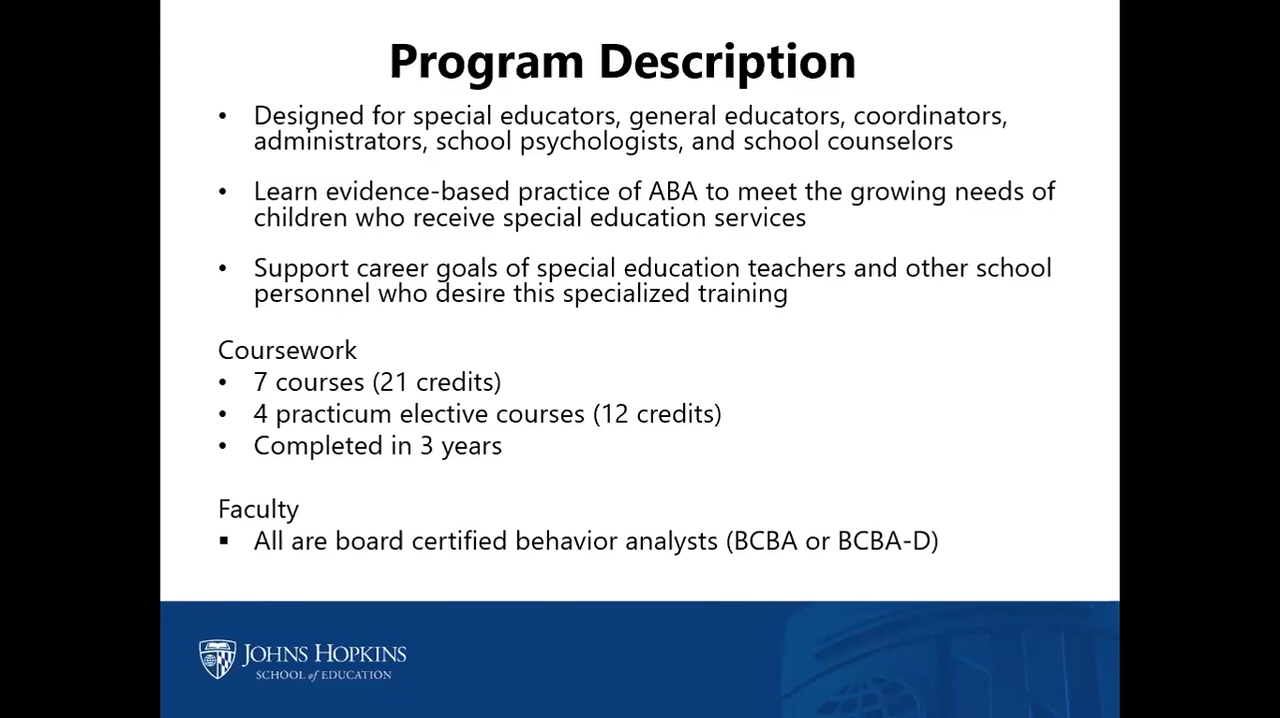 Program Description
• Designed for special educators, general educators, coordinators,
administrators, school psychologists, and school counselors
• Learn evidence-based practice of ABA to meet the growing needs of
children who receive special education services
• Support career goals of special education teachers and other school
personnel who desire this specialized training
Coursework
• 7 courses (21 credits)
• 4 practicum elective courses (12 credits)
• Completed in 3 years
Faculty
▪ All are board certified behavior analysts (BCBA or BCBA-D)
JOHNS HOPKINS
SCHOOL of EDUCATION